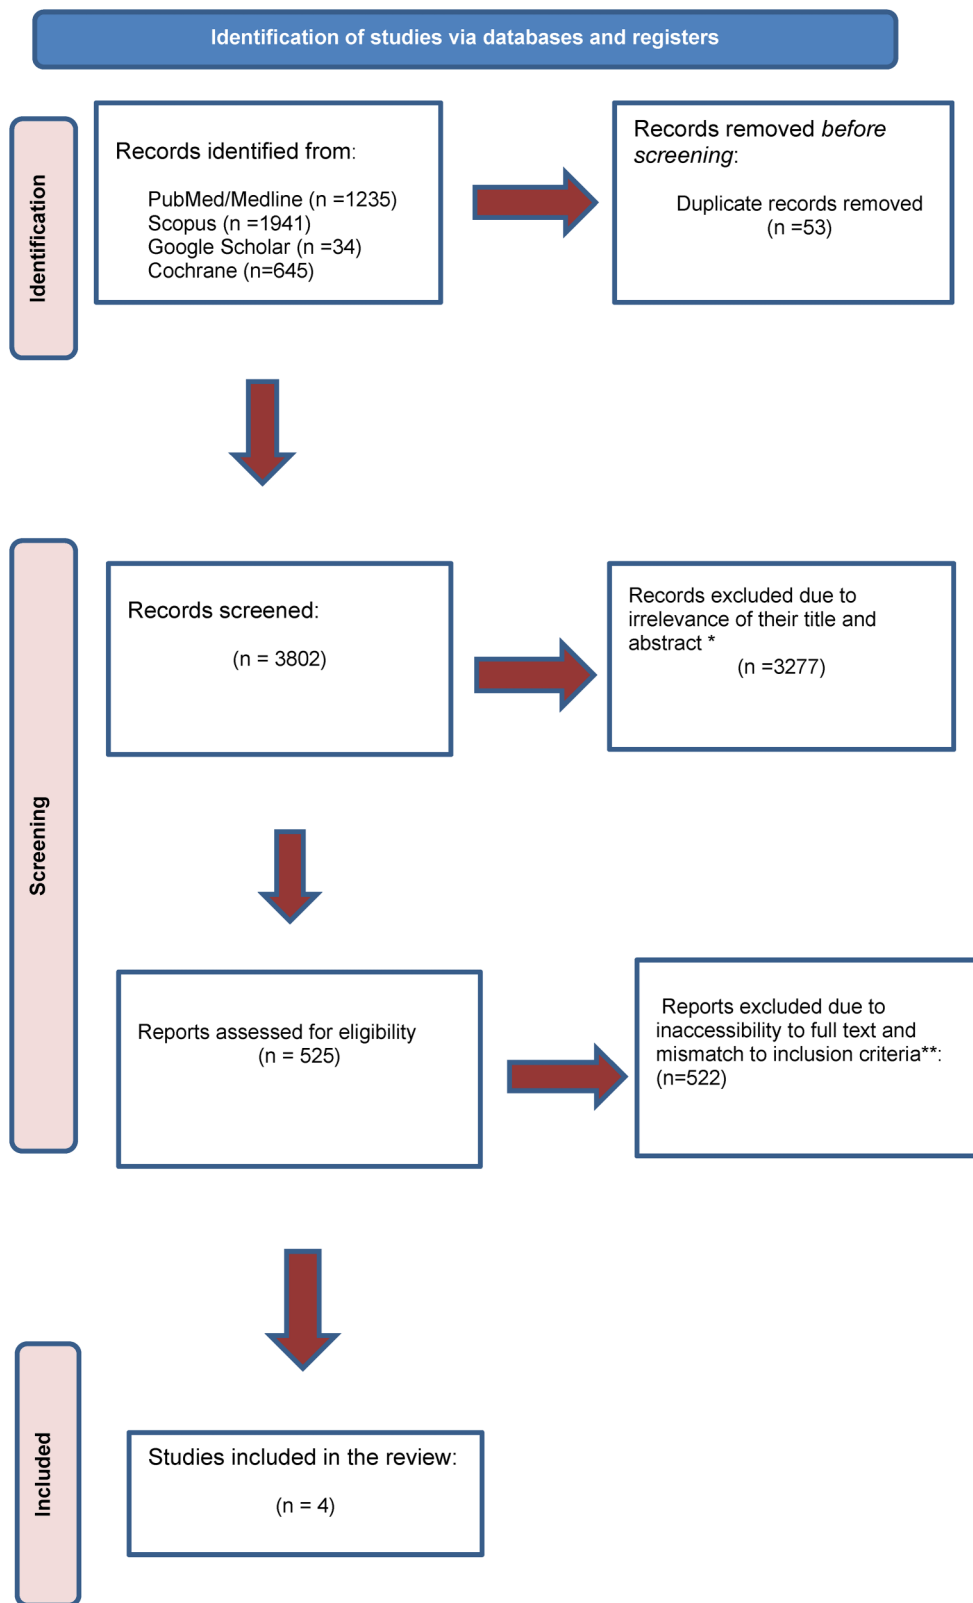 Identification of studies via databases and registers
Identification
Records identified from:
PubMed/Medline (n =1235)
Scopus (n =1941)
Google Scholar (n =34)
Cochrane (n=645)
Records removed before
screening:
Duplicate records removed
(n =53)
Screening
Records screened:
(n = 3802)
Records excluded due to
irrelevance of their title and
abstract *
(n =3277)
Reports assessed for eligibility
(n = 525)
Reports excluded due to
inaccessibility to full text and
mismatch to inclusion criteria**:
(n=522)
Included
Studies included in the review:
(n = 4)